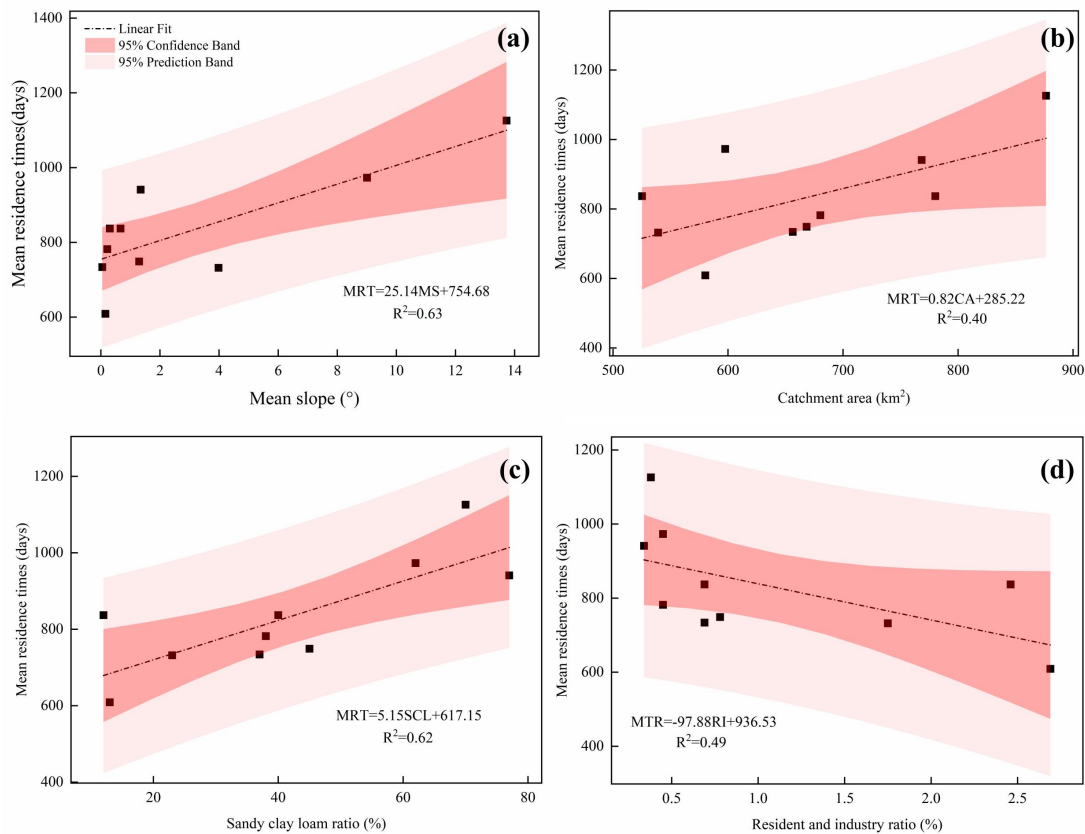 1400
1200
1000
800
600
Mean residence times(days)
Linear Fit
95% Confidence Band
95% Prediction Band
(a)
MRT=25.14MS+754.68
R²=0.63
0 2 4 6 8 10 12 14
Mean slope (°)
1200
1000
800
600
400
Mean residence times (days)
(b)
MRT=0.82CA+285.22
R²=0.40
600 700 800 900
Catchment area (km²)
1200
1000
800
600
400
Mean residence times (days)
(c)
MRT=5.15SCL+617.15
R²=0.62
20 40 60 80
Sandy clay loam ratio (%)
1200
1000
800
600
400
Mean residence times (days)
(d)
MTR=-97.88RI+936.53
R²=0.49
0.5 1.0 1.5 2.0 2.5
Resident and industry ratio (%)